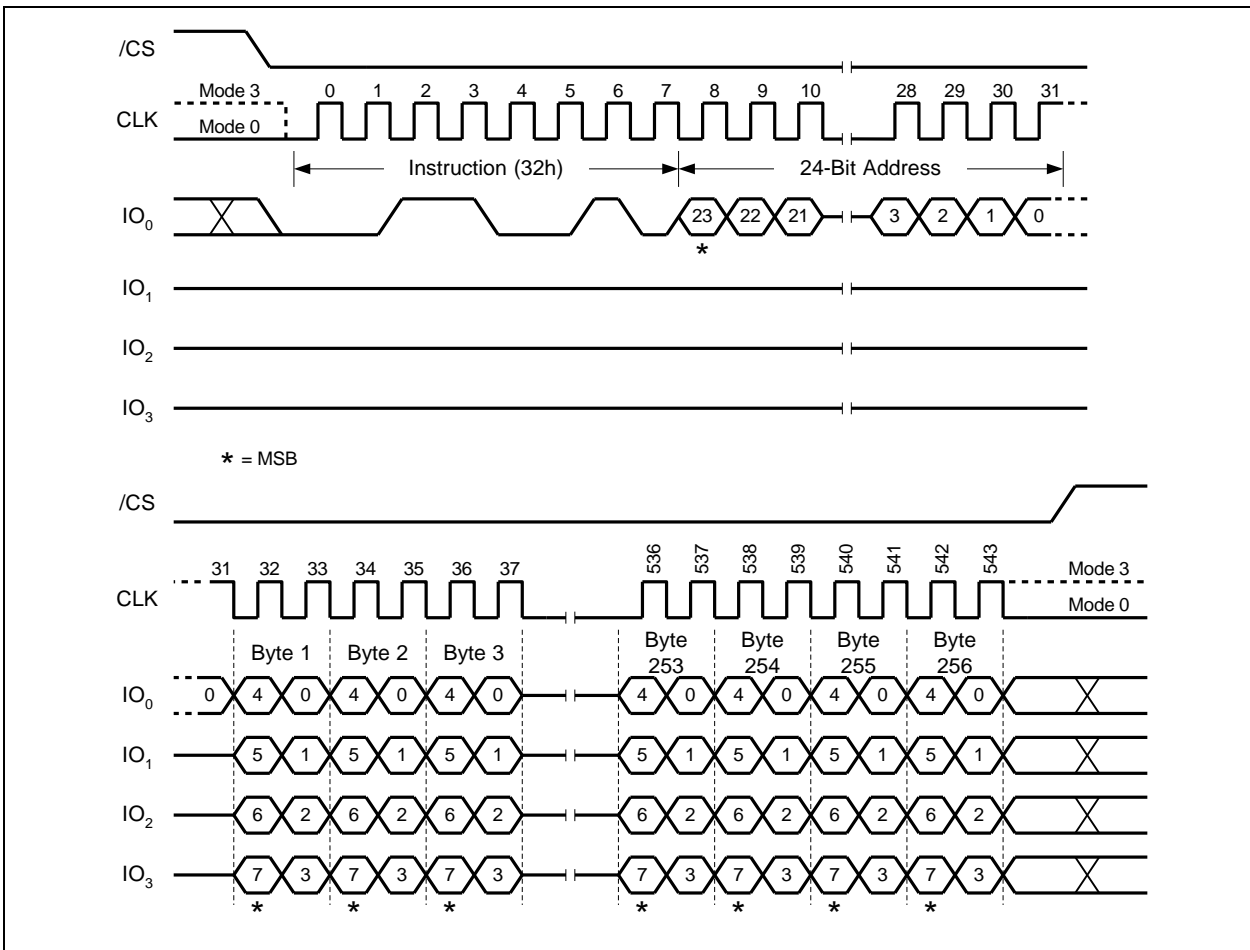 /CS
Mode 3 0 1 2 3 4 5 6 7 8 9 10 28 29 30 31
CLK
Mode 0
Instruction (32h) 24-Bit Address
IO0 23 22 21 3 2 1 0
*
IO1
IO2
IO3
* = MSB
/CS
31 32 33 34 35 36 37 536 537 538 539 540 541 542 543 Mode 3
CLK
Mode 0
Byte 1 Byte 2 Byte 3 Byte 253 Byte 254 Byte 255 Byte 256
IO0 0 4 0 4 0 4 0 4 0 4 0 4 0 4 0
IO1 5 1 5 1 5 1 5 1 5 1 5 1 5 1
IO2 6 2 6 2 6 2 6 2 6 2 6 2 6 2
IO3 7 3 7 3 7 3 7 3 7 3 7 3 7 3
* * * * * * *